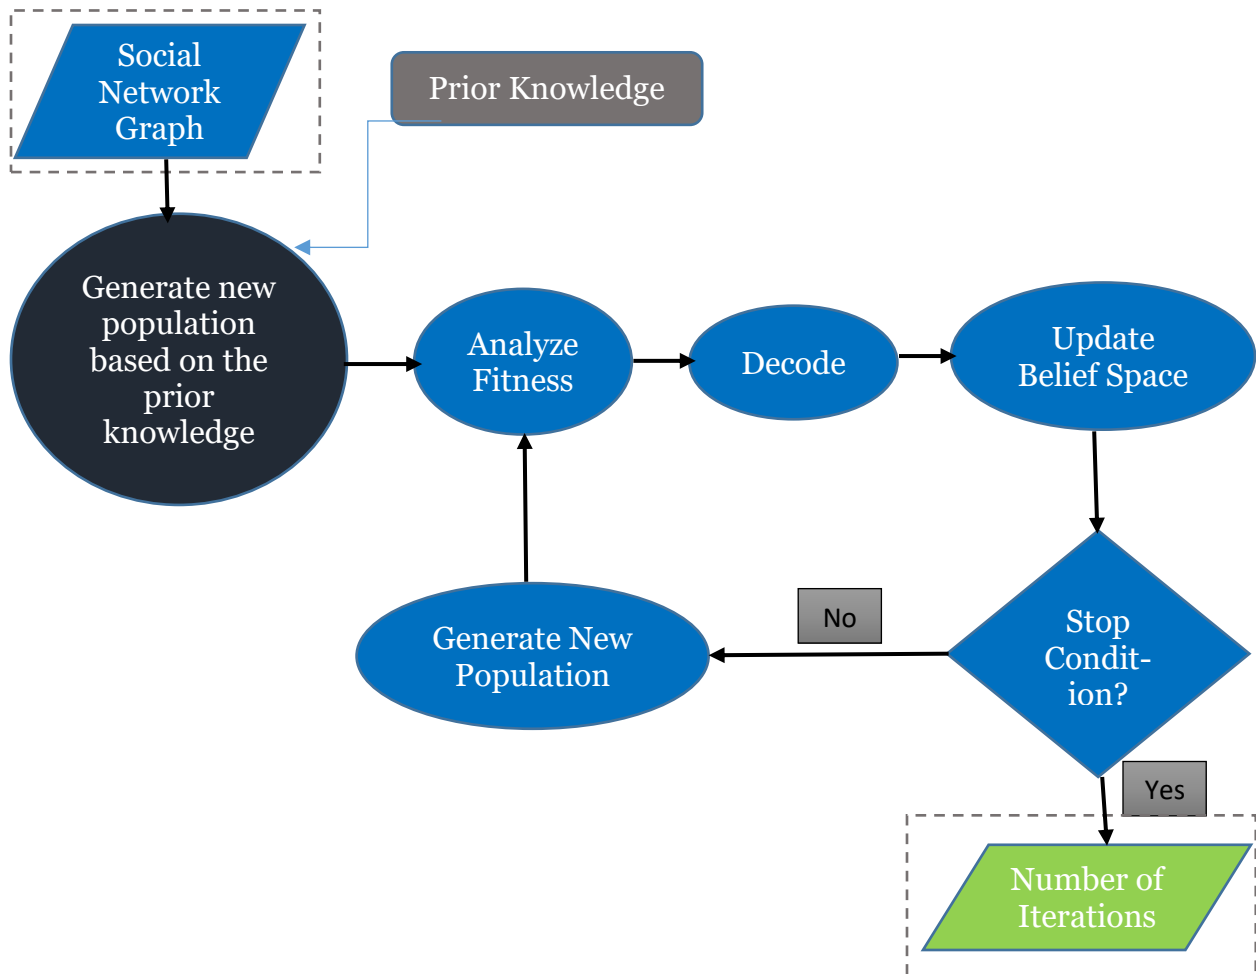 Social
Network
Graph
Prior Knowledge
Generate new
population
based on the
prior
knowledge
Analyze
Fitness
Decode
Update
Belief Space
Generate New
Population
No
Stop
Condit-
ion?
Yes
Number of
Iterations